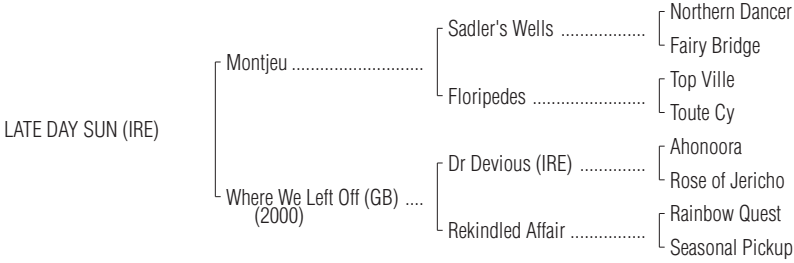 Northern Dancer
Sadler's Wells ..................
Fairy Bridge
Montjeu ............................
Top Ville
Floripedes ........................
Toute Cy
LATE DAY SUN (IRE)
Ahonoora
Dr Devious (IRE) ..............
Rose of Jericho
Where We Left Off (GB) ....
(2000)
Rainbow Quest
Rekindled Affair ................
Seasonal Pickup